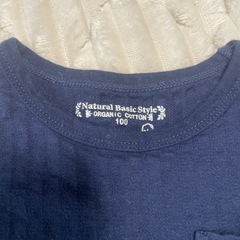 Natural Basic Style
ORGANIC COTTON
100